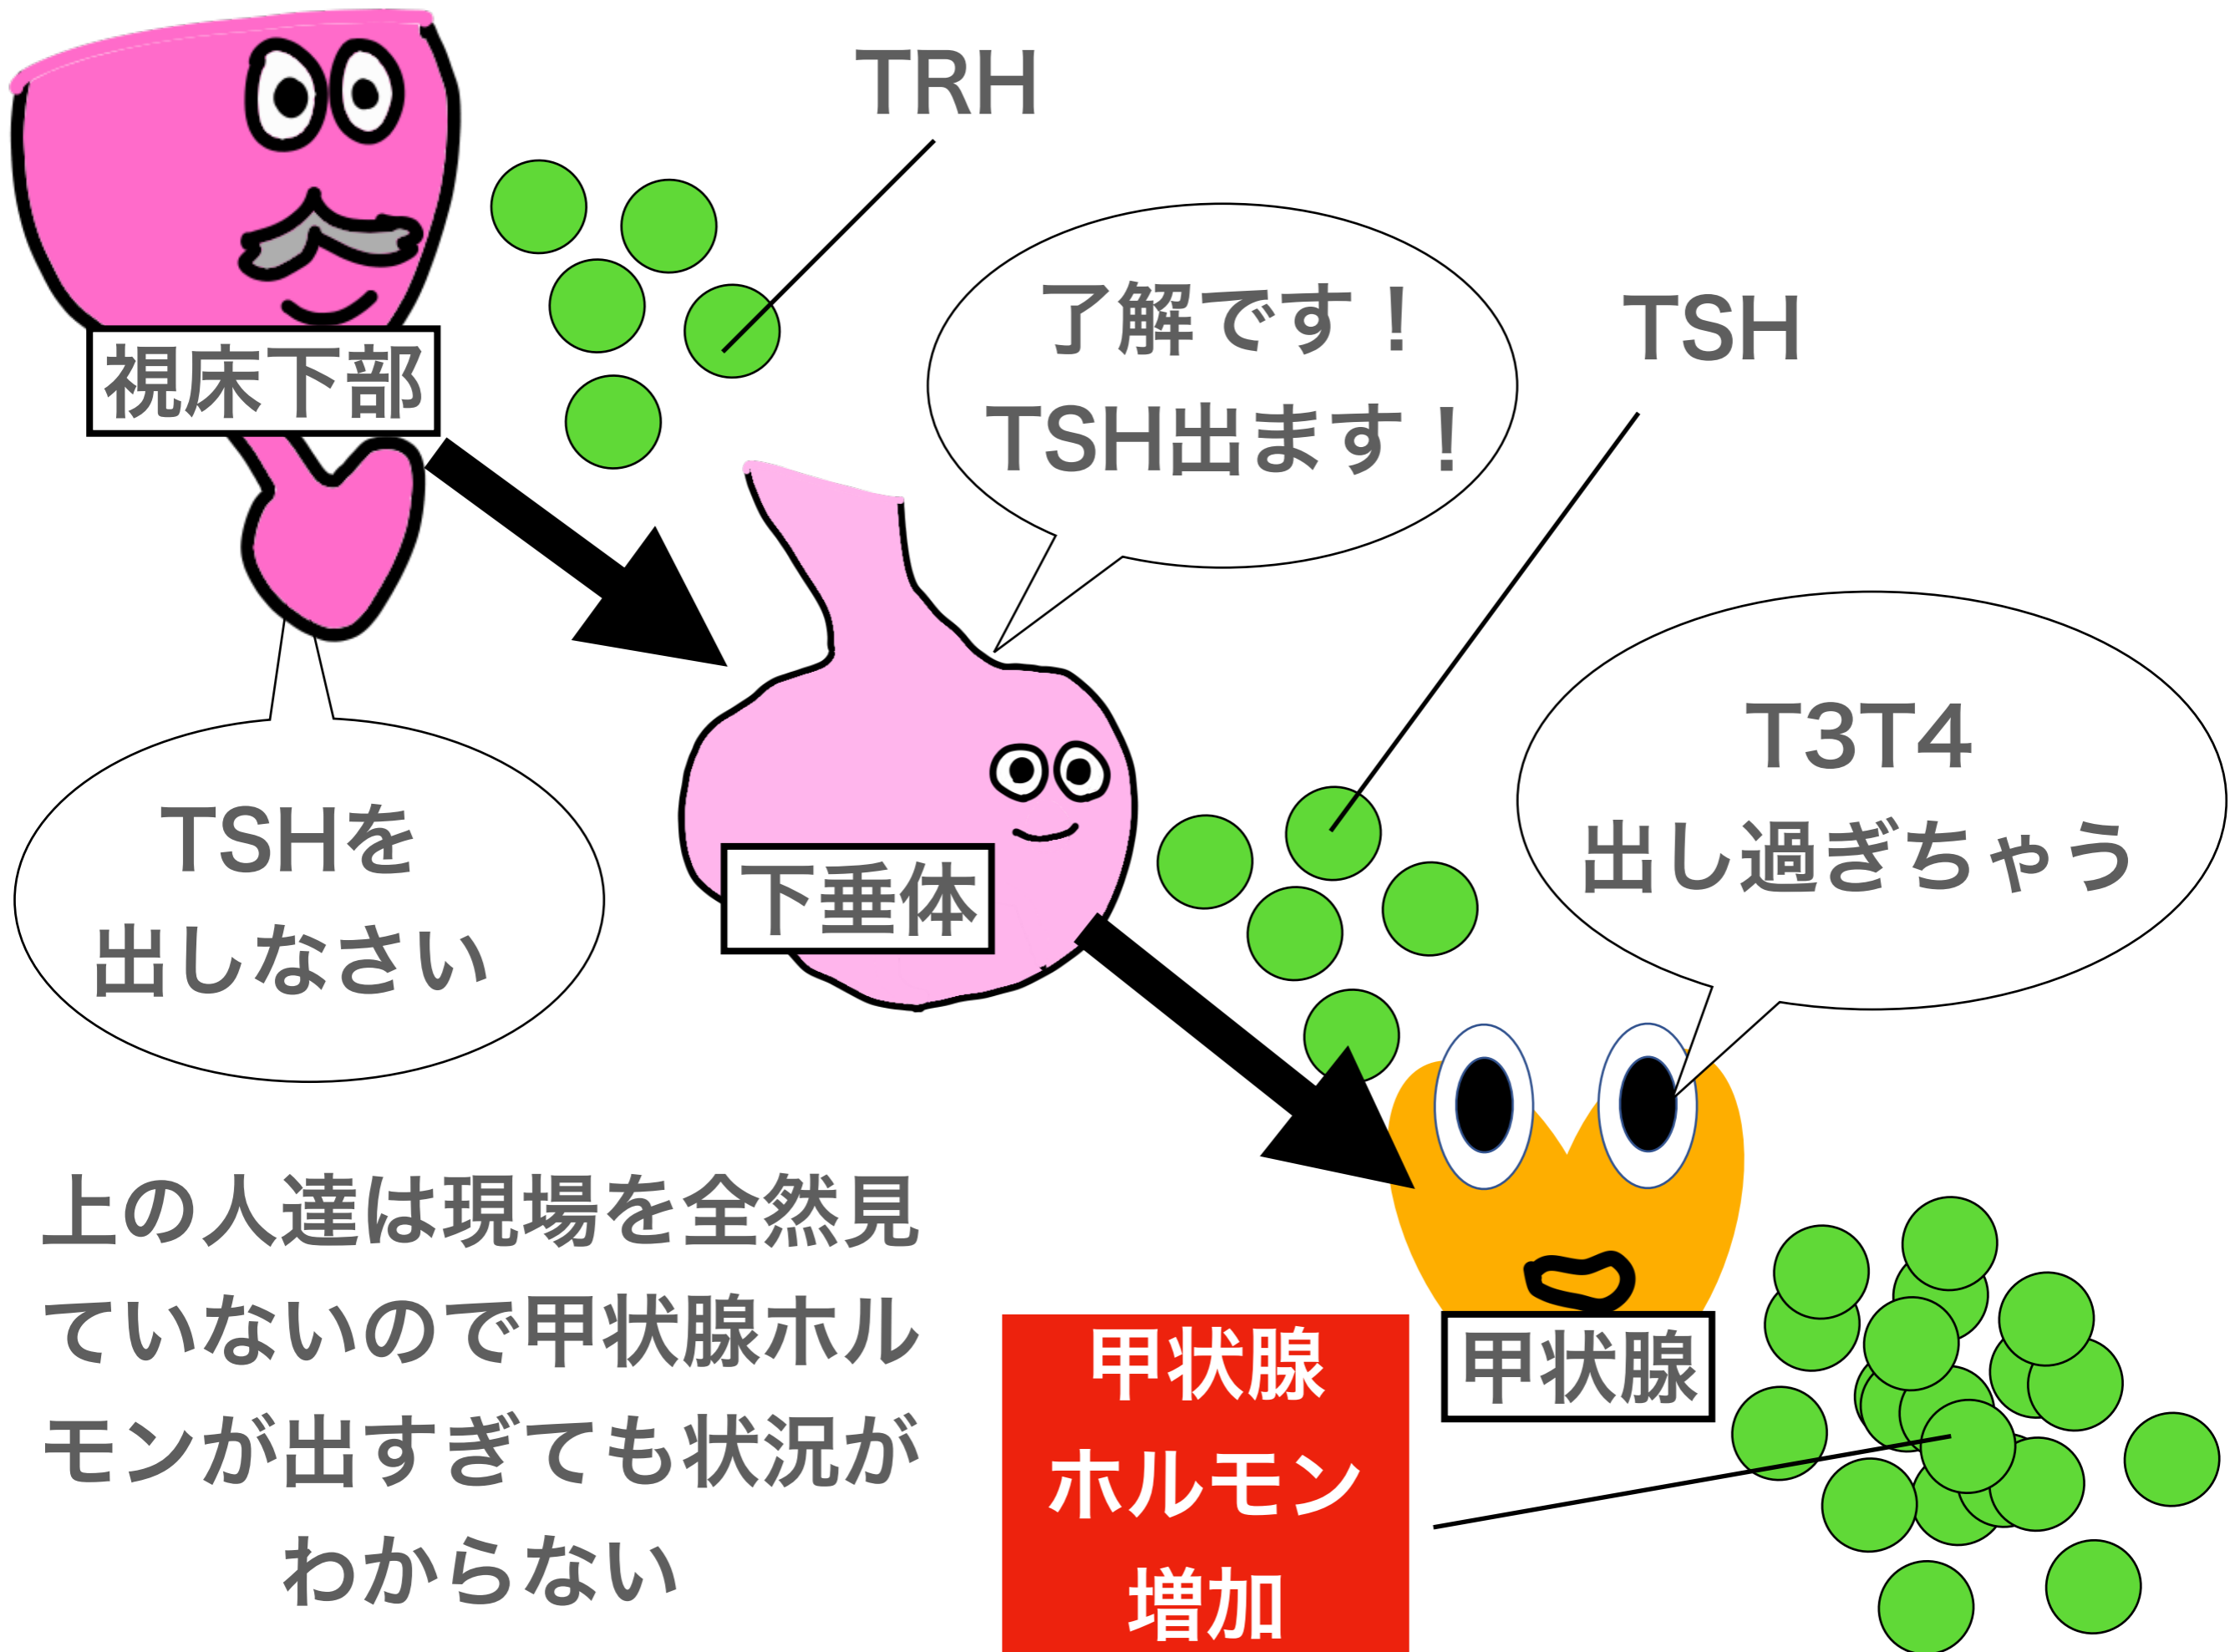 TRH
視床下部
了解です！
TSH出ます！
TSH
TSHを
出しなさい
下垂体
T3T4
出し過ぎちゃう
上の人達は現場を全然見
ていないので甲状腺ホル
モンが出すぎても状況が
わからない
甲状腺
甲状腺
ホルモン
増加